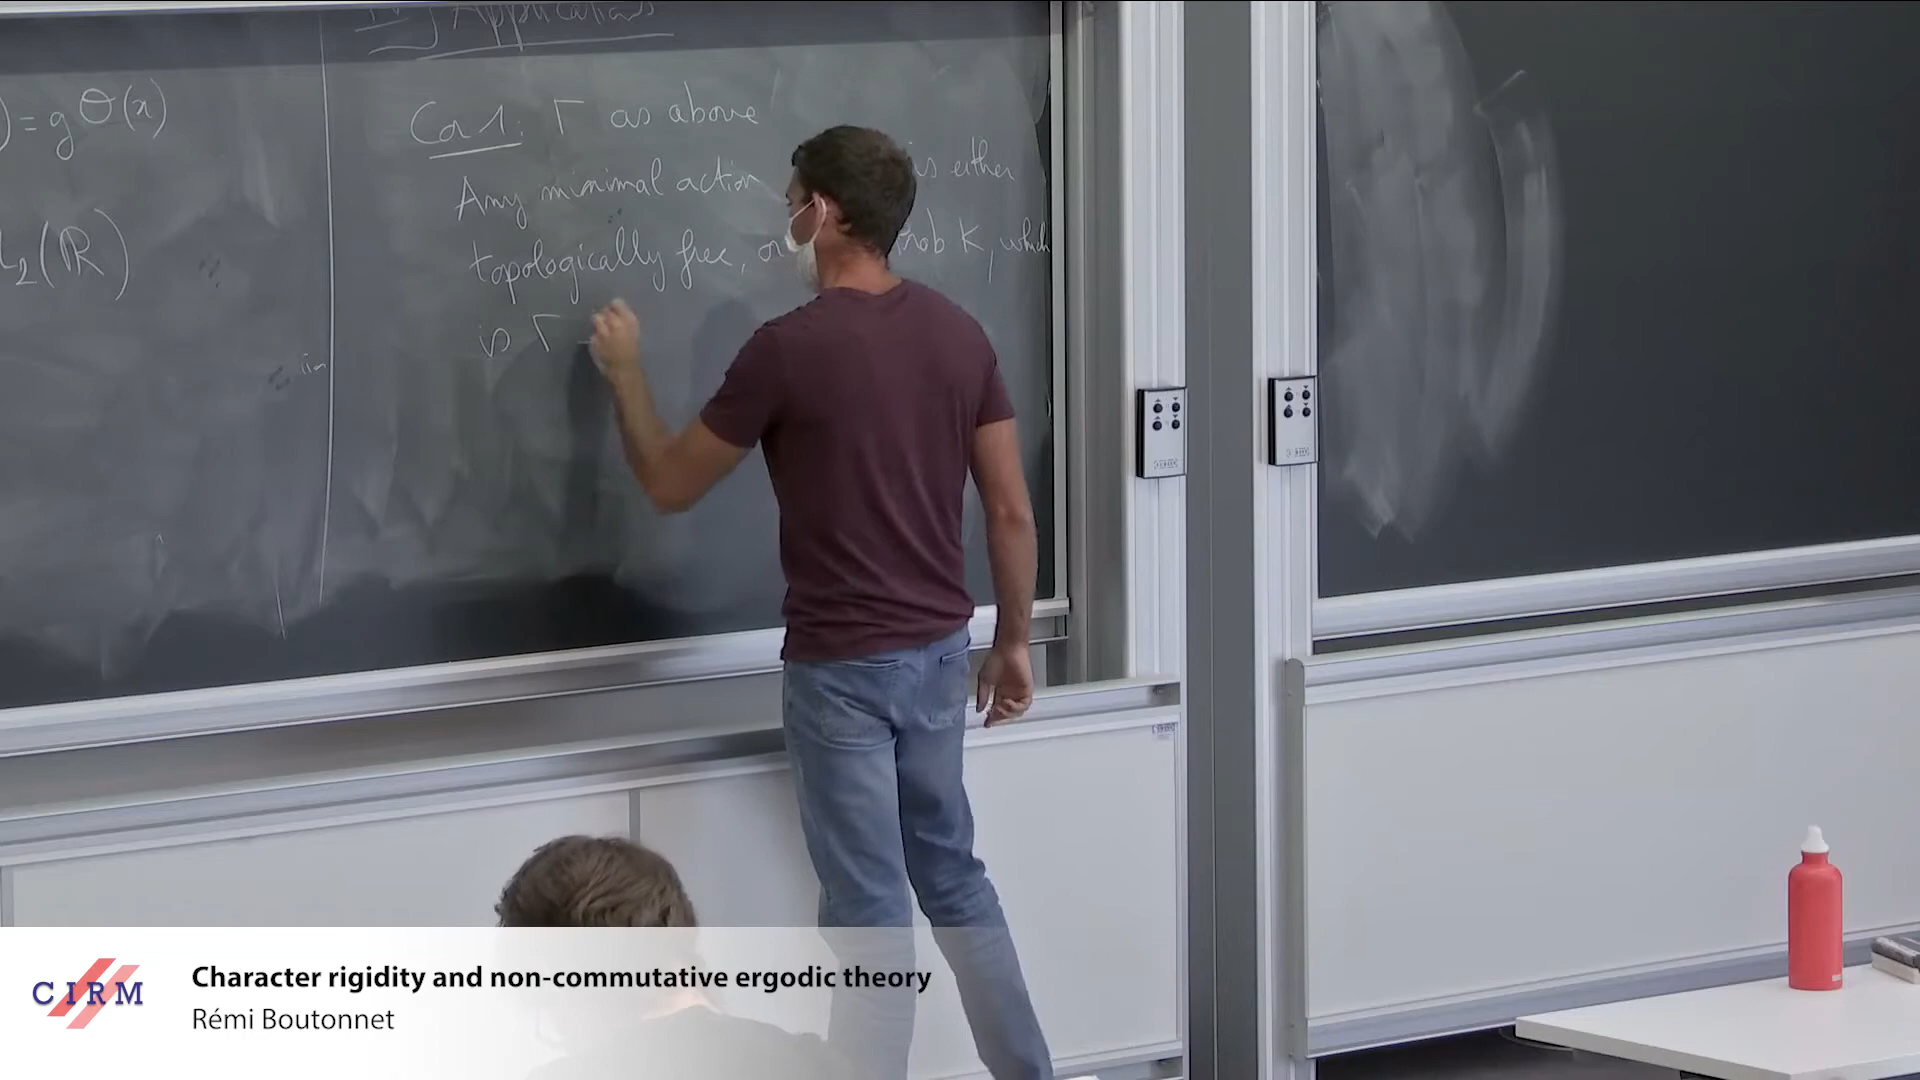 IV) Applications
) = g Θ(x)
L₂(ℝ)
Cor 1: Γ as above
Any minimal action is either
topologically free, or Prob K, which
is Γ -
CIRM
Character rigidity and non-commutative ergodic theory
Rémi Boutonnet